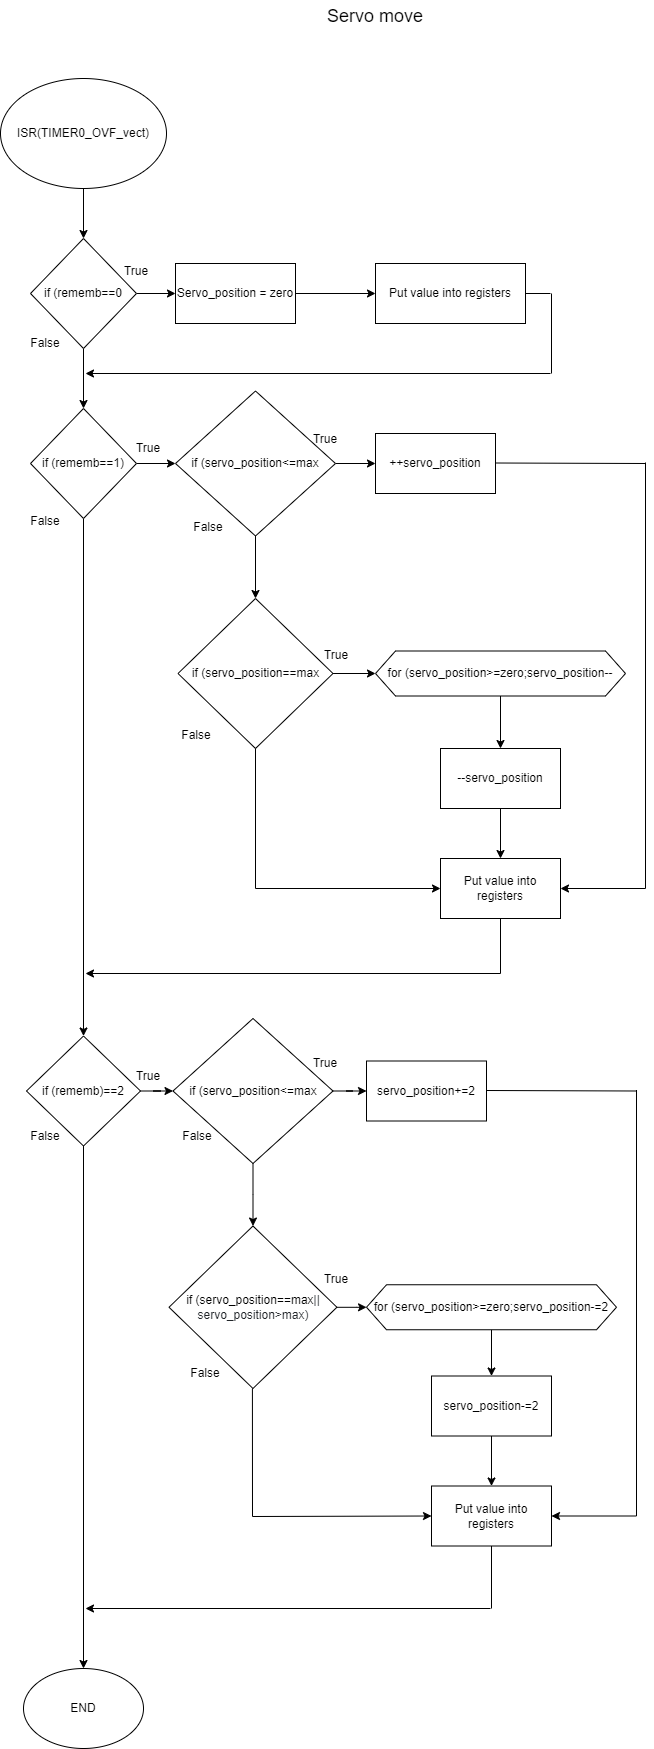 Servo move
ISR(TIMER0_OVF_vect)
True
if (rememb==0
Servo_position = zero
Put value into registers
False
True
True
if (rememb==1)
if (servo_position<=max
++servo_position
False
False
True
if (servo_position==max
for (servo_position>=zero;servo_position--
False
--servo_position
Put value into
registers
True
True
if (rememb)==2
if (servo_position<=max
servo_position+=2
False
False
True
if (servo_position==max||
servo_position>max)
for (servo_position>=zero;servo_position-=2
False
servo_position-=2
Put value into
registers
END